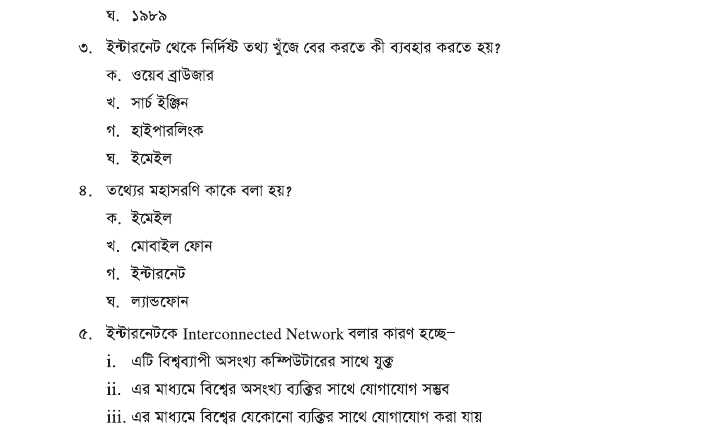 ঘ. ১৯৮৯
৩. ইন্টারনেট থেকে নির্দিষ্ট তথ্য খুঁজে বের করতে কী ব্যবহার করতে হয়?
ক. ওয়েব ব্রাউজার
খ. সার্চ ইঞ্জিন
গ. হাইপারলিংক
ঘ. ইমেইল
৪. তথ্যের মহাসরণি কাকে বলা হয়?
ক. ইমেইল
খ. মোবাইল ফোন
গ. ইন্টারনেট
ঘ. ল্যান্ডফোন
৫. ইন্টারনেটকে Interconnected Network বলার কারণ হচ্ছে–
i. এটি বিশ্বব্যাপী অসংখ্য কম্পিউটারের সাথে যুক্ত
ii. এর মাধ্যমে বিশ্বের অসংখ্য ব্যক্তির সাথে যোগাযোগ সম্ভব
iii. এর মাধ্যমে বিশ্বের যেকোনো ব্যক্তির সাথে যোগাযোগ করা যায়